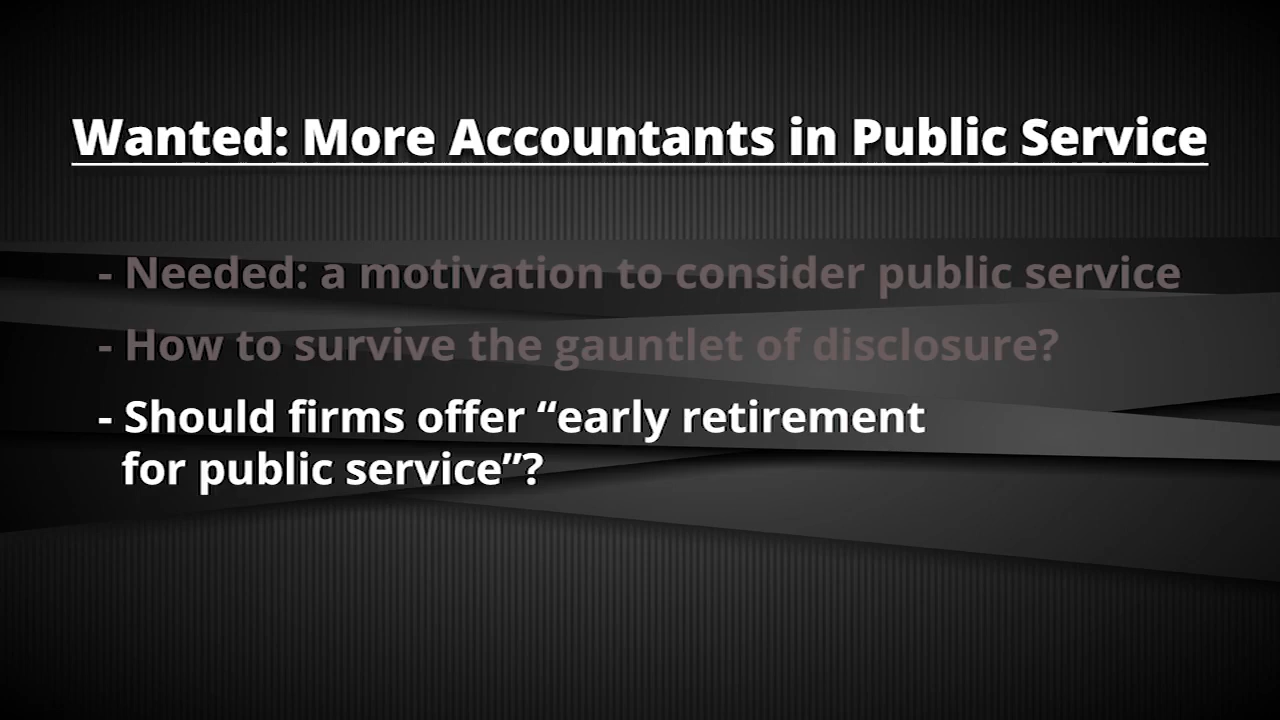 Wanted: More Accountants in Public Service
- Needed: a motivation to consider public service
- How to survive the gauntlet of disclosure?
- Should firms offer “early retirement
for public service”?